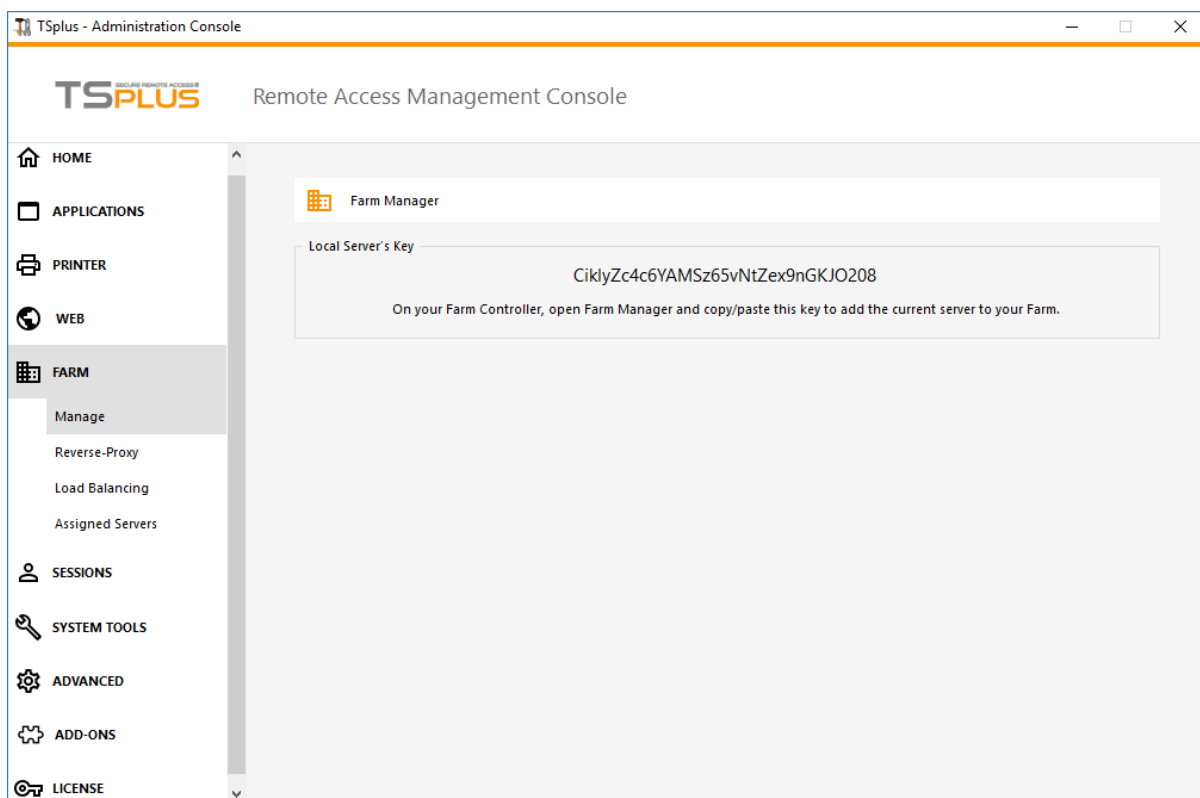 TSplus - Administration Console
TSPLUS
SECURE REMOTE ACCESS
Remote Access Management Console
HOME
APPLICATIONS
PRINTER
WEB
FARM
Manage
Reverse-Proxy
Load Balancing
Assigned Servers
SESSIONS
SYSTEM TOOLS
ADVANCED
ADD-ONS
LICENSE
Farm Manager
Local Server's Key
CiklyZc4c6YAMSz65vNtZex9nGKJO208
On your Farm Controller, open Farm Manager and copy/paste this key to add the current server to your Farm.